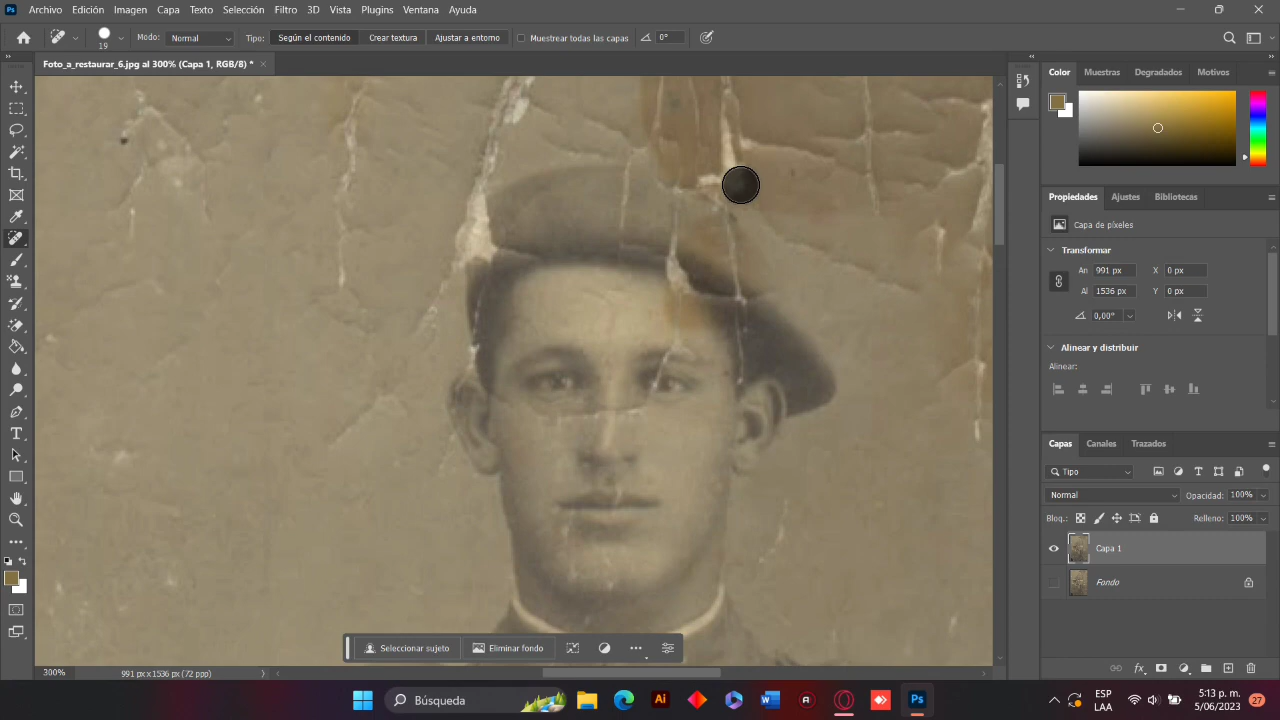 Ps Archivo Edición Imagen Capa Texto Selección Filtro 3D Vista Plugins Ventana Ayuda
19 Modo: Normal Tipo: Según el contenido Crear textura Ajustar a entorno Muestrear todas las capas 0°
Foto_a_restaurar_6.jpg al 300% (Capa 1, RGB/8) *
Color Muestras Degradados Motivos
Propiedades Ajustes Bibliotecas
Capa de píxeles
Transformar
An 991 px X 0 px
Al 1536 px Y 0 px
0,00°
Alinear y distribuir
Alinear:
Capas Canales Trazados
Tipo
Normal Opacidad: 100%
Bloq.: Relleno: 100%
Capa 1
Fondo
Seleccionar sujeto Eliminar fondo
300% 991 px x 1536 px (72 ppp)
Búsqueda Ai Ps ESP LAA 5:13 p. m. 5/06/2023 27